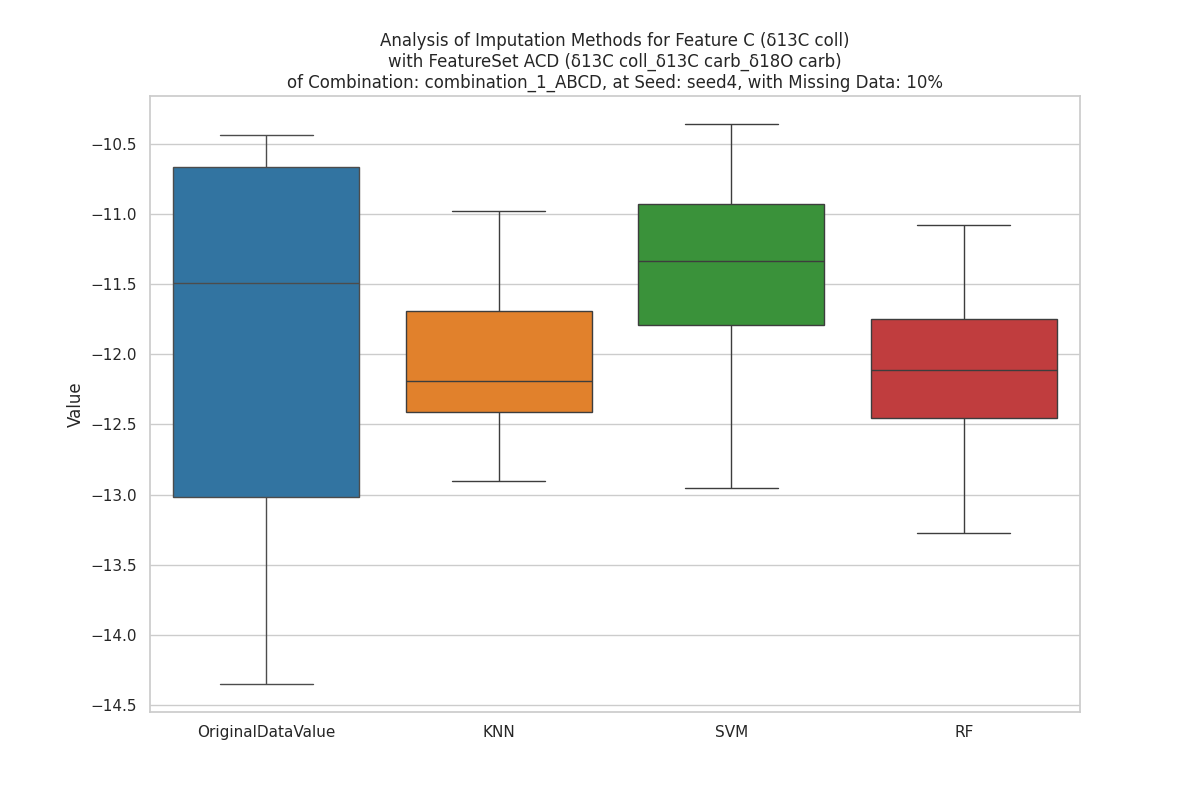 Analysis of Imputation Methods for Feature C (δ13C coll)
with FeatureSet ACD (δ13C coll_δ13C carb_δ18O carb)
of Combination: combination_1_ABCD, at Seed: seed4, with Missing Data: 10%
Value
−10.5
−11.0
−11.5
−12.0
−12.5
−13.0
−13.5
−14.0
−14.5
OriginalDataValue
KNN
SVM
RF